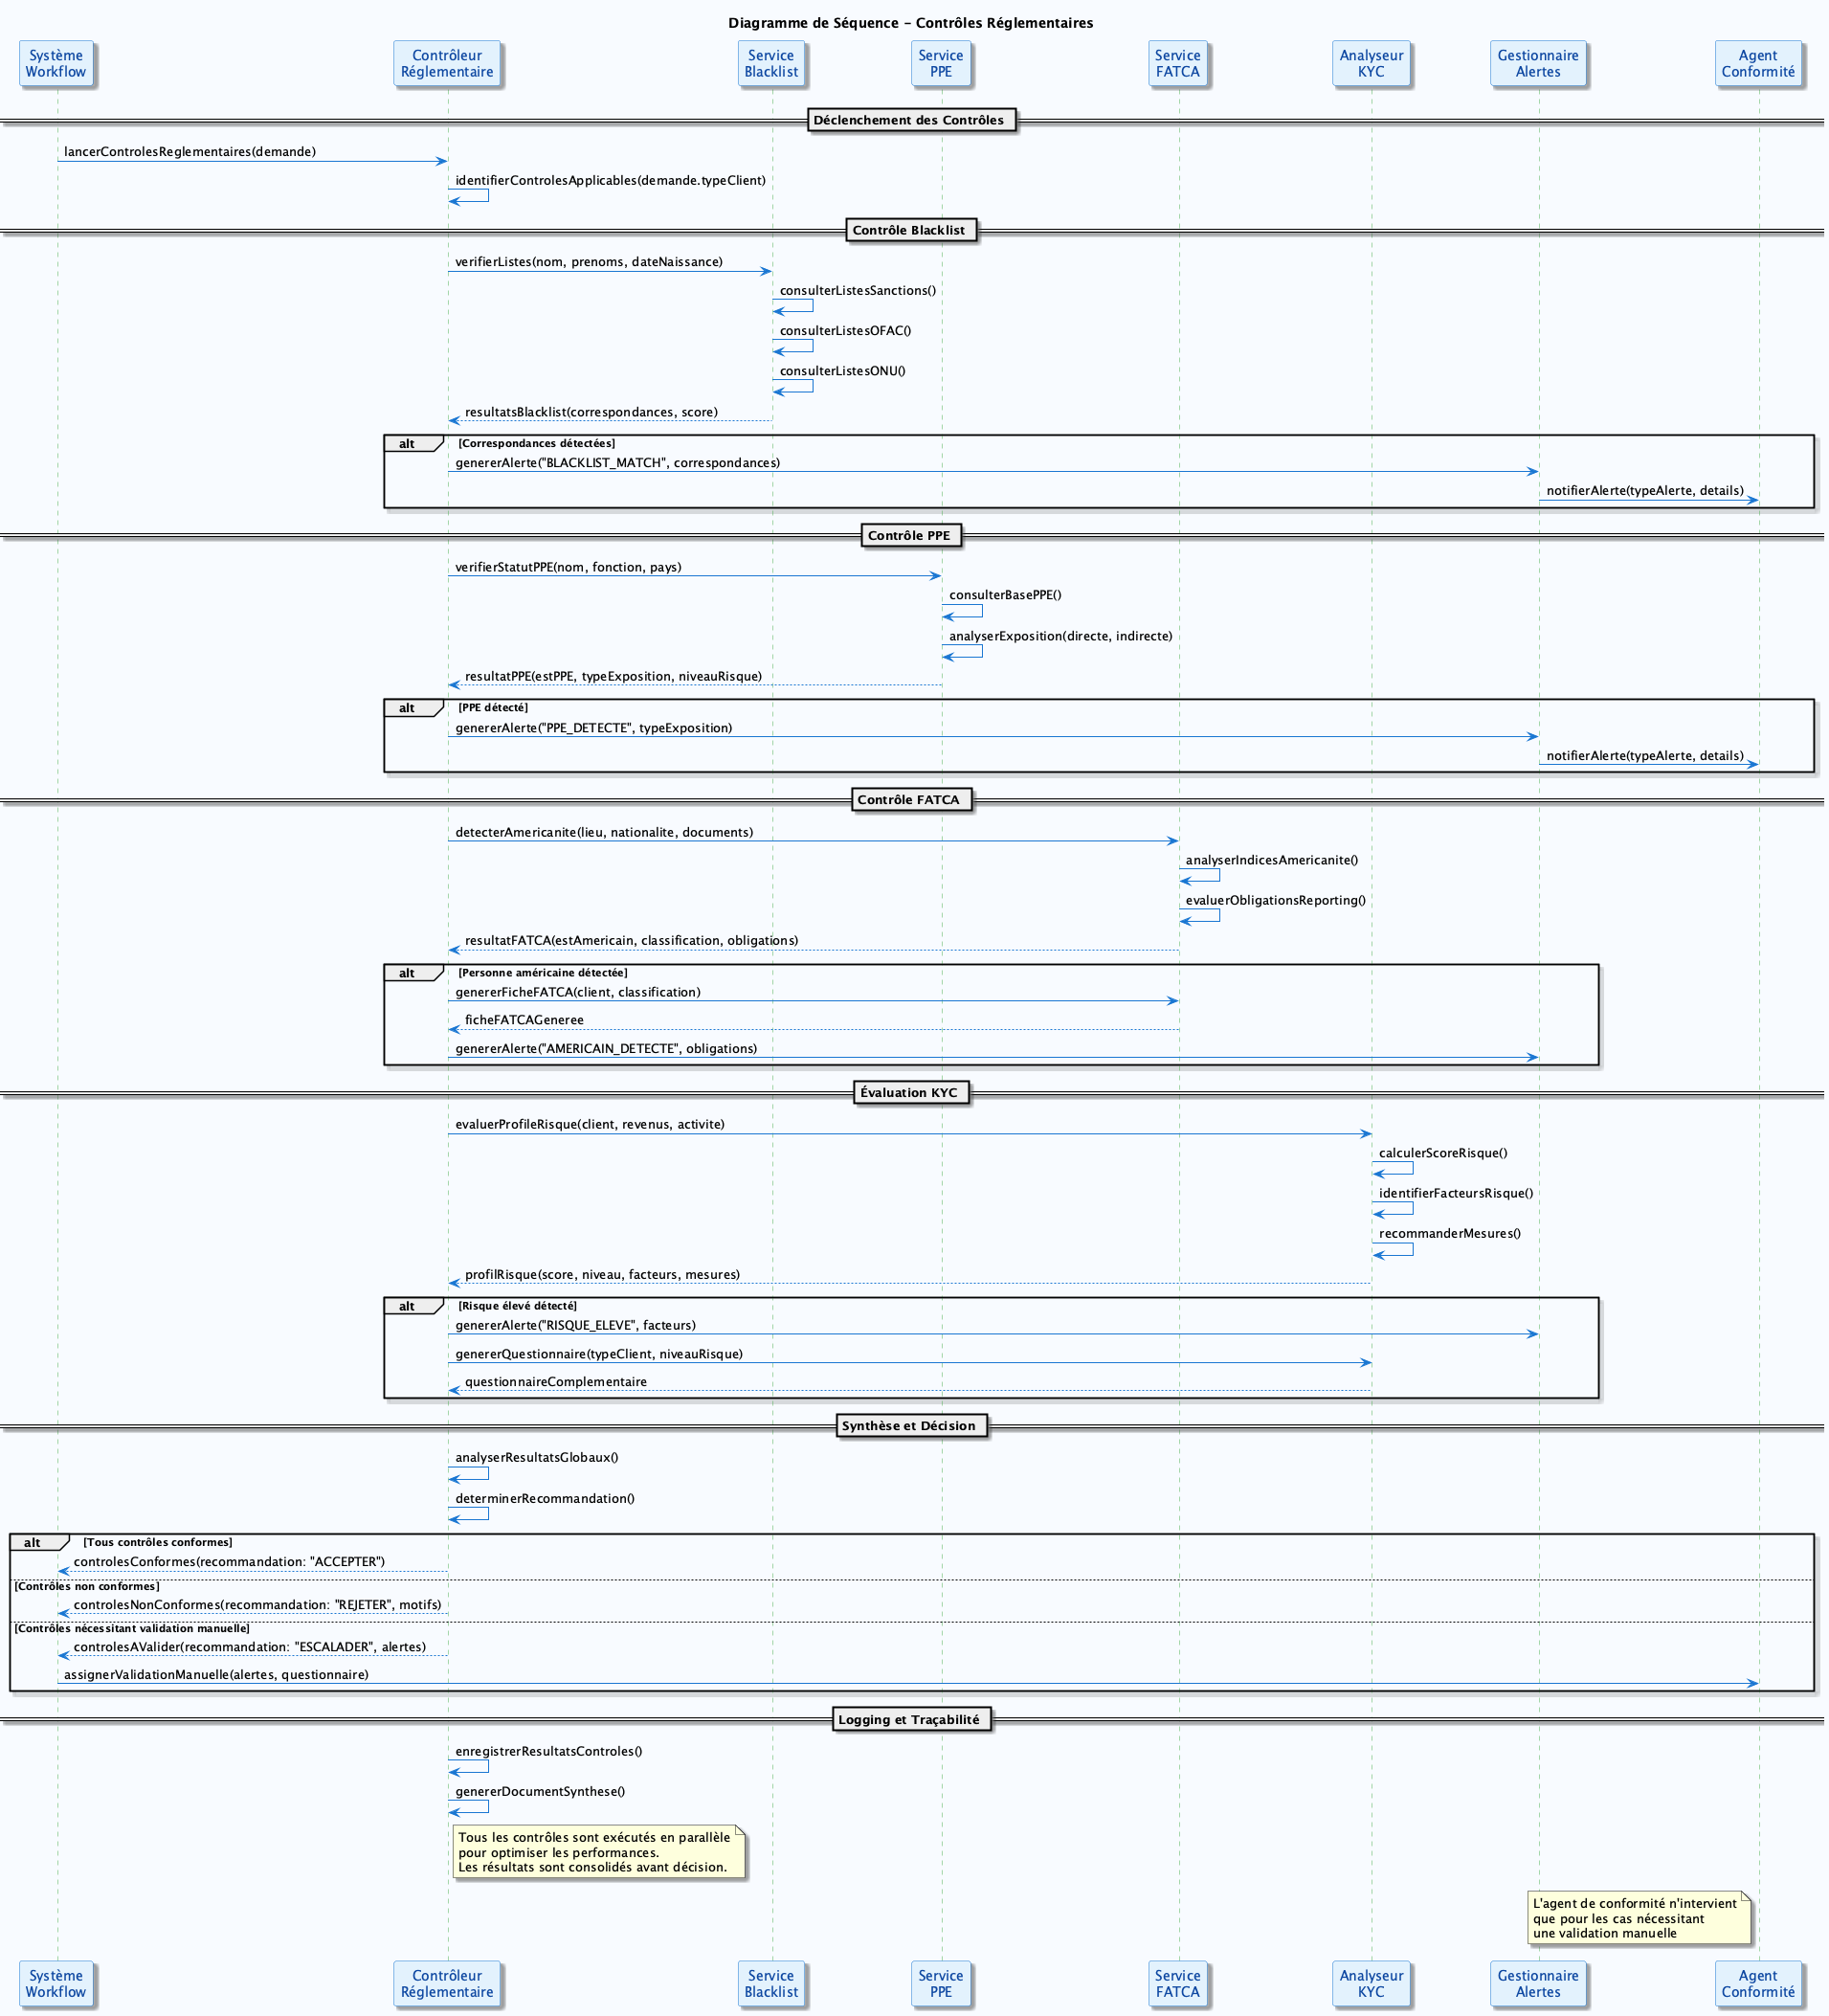 Diagramme de Séquence - Contrôles Réglementaires
Système
Workflow
Contrôleur
Réglementaire
Service
Blacklist
Service
PPE
Service
FATCA
Analyseur
KYC
Gestionnaire
Alertes
Agent
Conformité
Déclenchement des Contrôles
lancerControlesReglementaires(demande)
identifierControlesApplicables(demande.typeClient)
Contrôle Blacklist
verifierListes(nom, prenoms, dateNaissance)
consulterListesSanctions()
consulterListesOFAC()
consulterListesONU()
resultatsBlacklist(correspondances, score)
alt [Correspondances détectées]
genererAlerte("BLACKLIST_MATCH", correspondances)
notifierAlerte(typeAlerte, details)
Contrôle PPE
verifierStatutPPE(nom, fonction, pays)
consulterBasePPE()
analyserExposition(directe, indirecte)
resultatPPE(estPPE, typeExposition, niveauRisque)
alt [PPE détecté]
genererAlerte("PPE_DETECTE", typeExposition)
notifierAlerte(typeAlerte, details)
Contrôle FATCA
detecterAmericanite(lieu, nationalite, documents)
analyserIndicesAmericanite()
evaluerObligationsReporting()
resultatFATCA(estAmericain, classification, obligations)
alt [Personne américaine détectée]
genererFicheFATCA(client, classification)
ficheFATCAGeneree
genererAlerte("AMERICAIN_DETECTE", obligations)
Évaluation KYC
evaluerProfileRisque(client, revenus, activite)
calculerScoreRisque()
identifierFacteursRisque()
recommanderMesures()
profilRisque(score, niveau, facteurs, mesures)
alt [Risque élevé détecté]
genererAlerte("RISQUE_ELEVE", facteurs)
genererQuestionnaire(typeClient, niveauRisque)
questionnaireComplementaire
Synthèse et Décision
analyserResultatsGlobaux()
determinerRecommandation()
alt [Tous contrôles conformes]
controlesConformes(recommandation: "ACCEPTER")
[Contrôles non conformes]
controlesNonConformes(recommandation: "REJETER", motifs)
[Contrôles nécessitant validation manuelle]
controlesAValider(recommandation: "ESCALADER", alertes)
assignerValidationManuelle(alertes, questionnaire)
Logging et Traçabilité
enregistrerResultatsControles()
genererDocumentSynthese()
Tous les contrôles sont exécutés en parallèle
pour optimiser les performances.
Les résultats sont consolidés avant décision.
L'agent de conformité n'intervient
que pour les cas nécessitant
une validation manuelle
Système
Workflow
Contrôleur
Réglementaire
Service
Blacklist
Service
PPE
Service
FATCA
Analyseur
KYC
Gestionnaire
Alertes
Agent
Conformité